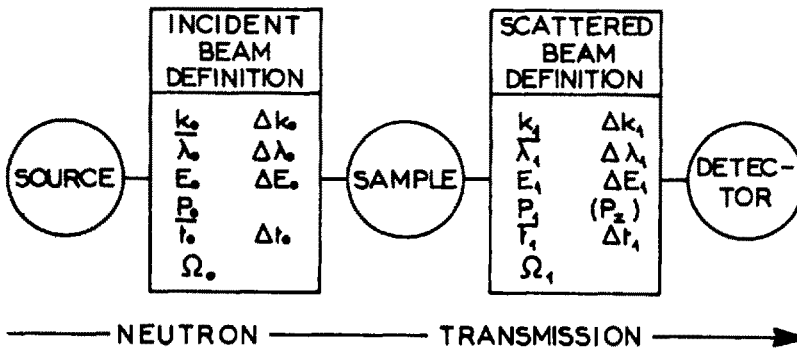 INCIDENT BEAM DEFINITION
SCATTERED BEAM DEFINITION
k₀ Δk₀
λ₀ Δλ₀
E₀ ΔE₀
P₀
t₀ Δt₀
Ω₀
k₁ Δk₁
λ₁ Δλ₁
E₁ ΔE₁
P₁ (P₂)
t₁ Δt₁
Ω₁
SOURCE
SAMPLE
DETEC-
TOR
NEUTRON TRANSMISSION